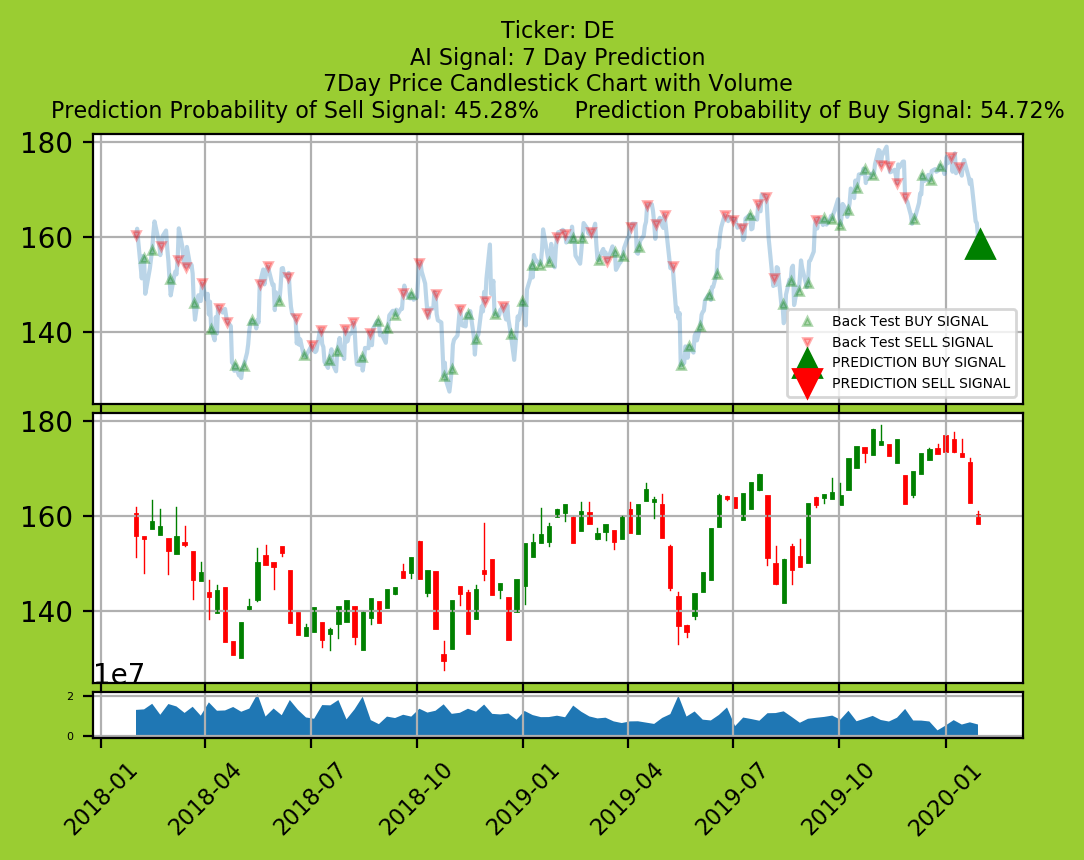 Ticker: DE
AI Signal: 7 Day Prediction
7Day Price Candlestick Chart with Volume
Prediction Probability of Sell Signal: 45.28%   Prediction Probability of Buy Signal: 54.72%
180
160
140
Back Test BUY SIGNAL
Back Test SELL SIGNAL
PREDICTION BUY SIGNAL
PREDICTION SELL SIGNAL
180
160
140
1e7
2
0
2018-01 2018-04 2018-07 2018-10 2019-01 2019-04 2019-07 2019-10 2020-01